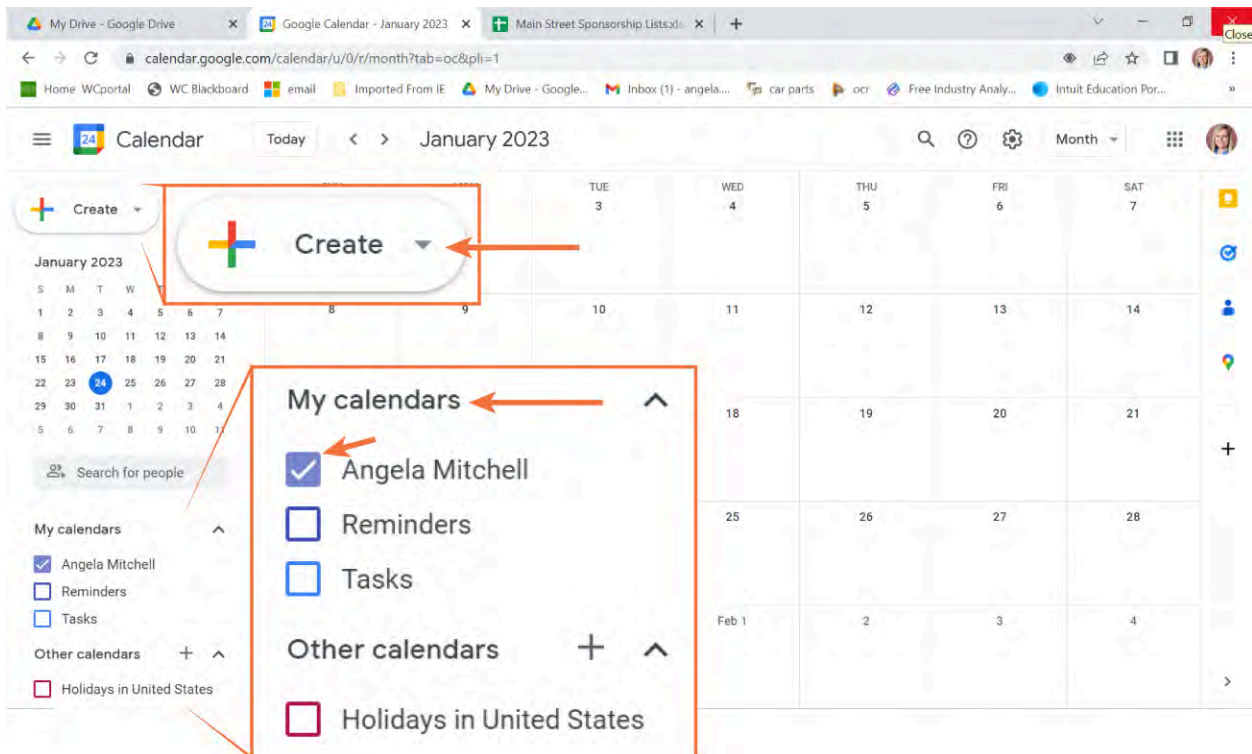 My Drive - Google Drive
Google Calendar - January 2023
Main Street Sponsorship Lists.xls
Close
calendar.google.com/calendar/u/0/r/month?tab=oc&pli=1
Home WCportal WC Blackboard email Imported From IE My Drive - Google... Inbox (1) - angela.... car parts ocr Free Industry Analy... Intuit Education Por... »
24 Calendar Today < > January 2023 Month
TUE WED THU FRI SAT
3 4 5 6 7
Create
Create
January 2023
S M T W
1 2 3 4 5 6 7
8 9 10 11 12 13 14
15 16 17 18 19 20 21
22 23 24 25 26 27 28
29 30 31 1 2 3 4
5 6 7 8 9 10 11
8 9 10 11 12 13 14
18 19 20 21
25 26 27 28
Feb 1 2 3 4
Search for people
My calendars
Angela Mitchell
Reminders
Tasks
Other calendars +
Holidays in United States
My calendars
Angela Mitchell
Reminders
Tasks
Other calendars +
Holidays in United States